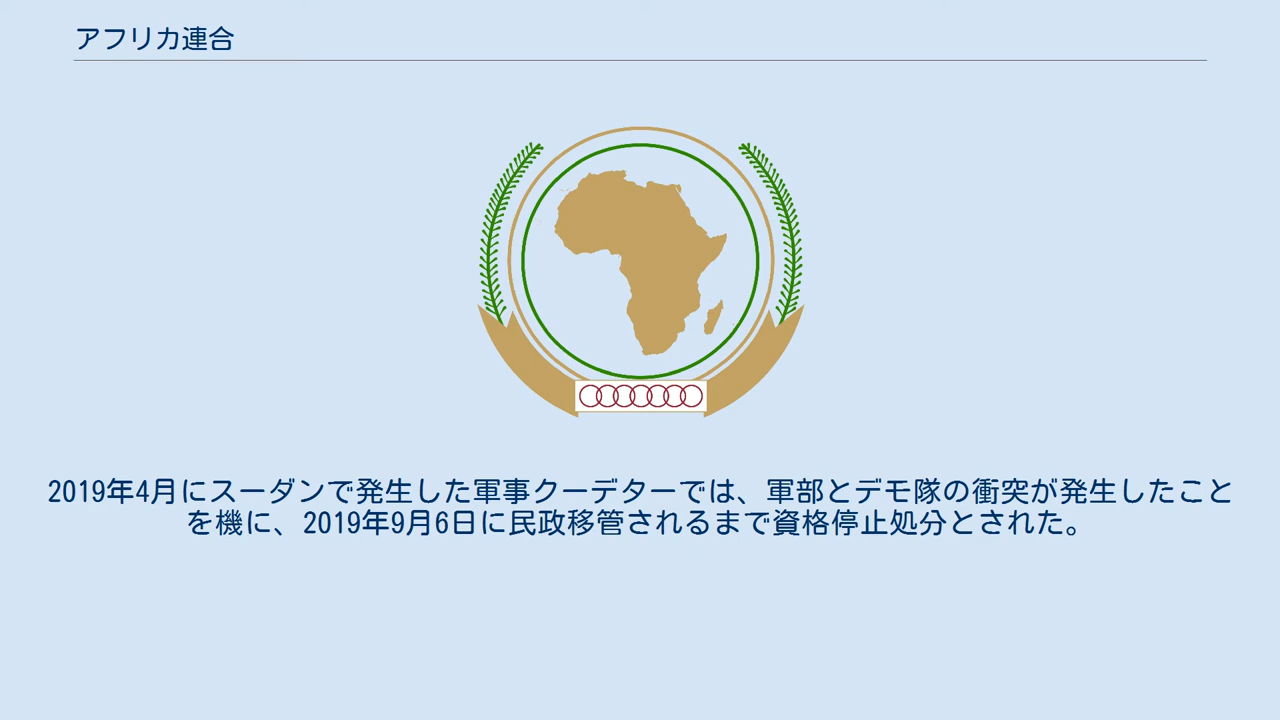 アフリカ連合
2019年4月にスーダンで発生した軍事クーデターでは、軍部とデモ隊の衝突が発生したこと
を機に、2019年9月6日に民政移管されるまで資格停止処分とされた。